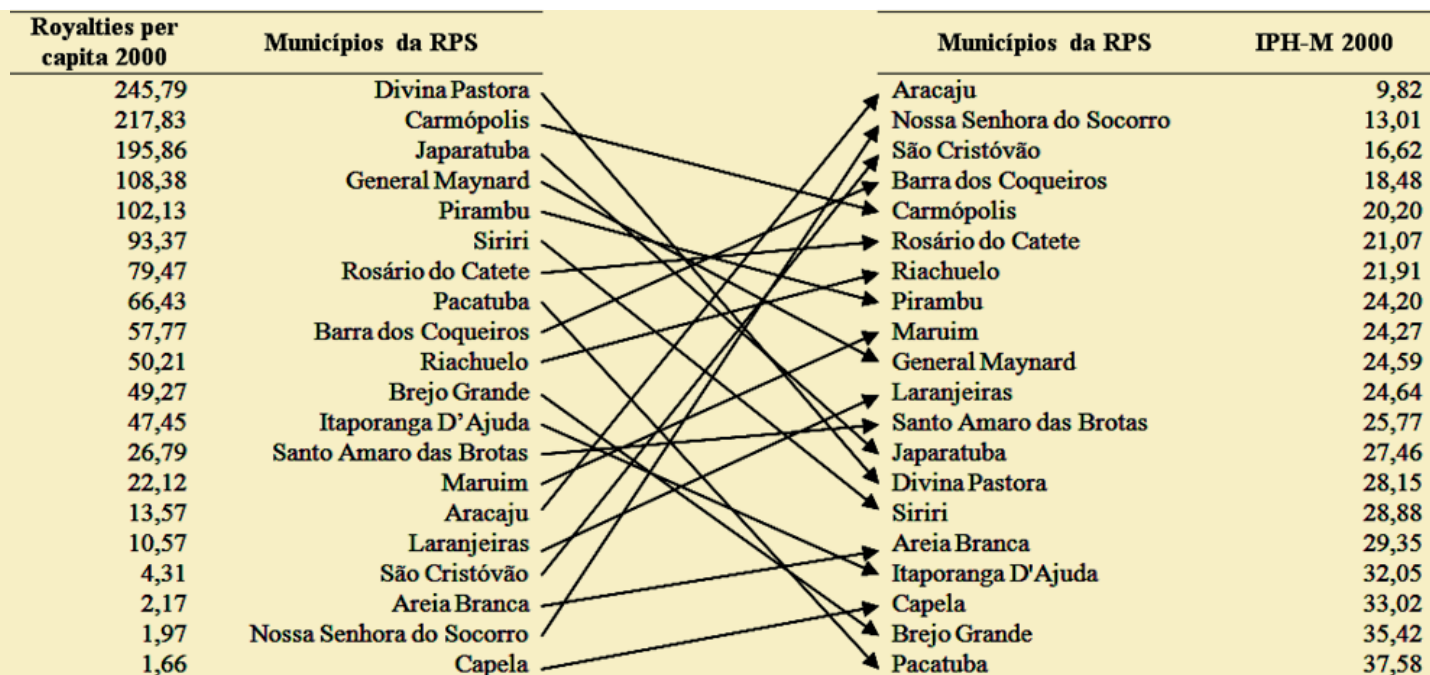 Royalties per capita 2000 Municípios da RPS Municípios da RPS IPH-M 2000
245,79 Divina Pastora Aracaju 9,82
217,83 Carmópolis Nossa Senhora do Socorro 13,01
195,86 Japaratuba São Cristóvão 16,62
108,38 General Maynard Barra dos Coqueiros 18,48
102,13 Pirambu Carmópolis 20,20
93,37 Siriri Rosário do Catete 21,07
79,47 Rosário do Catete Riachuelo 21,91
66,43 Pacatuba Pirambu 24,20
57,77 Barra dos Coqueiros Maruim 24,27
50,21 Riachuelo General Maynard 24,59
49,27 Brejo Grande Laranjeiras 24,64
47,45 Itaporanga D’Ajuda Santo Amaro das Brotas 25,77
26,79 Santo Amaro das Brotas Japaratuba 27,46
22,12 Maruim Divina Pastora 28,15
13,57 Aracaju Siriri 28,88
10,57 Laranjeiras Areia Branca 29,35
4,31 São Cristóvão Itaporanga D'Ajuda 32,05
2,17 Areia Branca Capela 33,02
1,97 Nossa Senhora do Socorro Brejo Grande 35,42
1,66 Capela Pacatuba 37,58